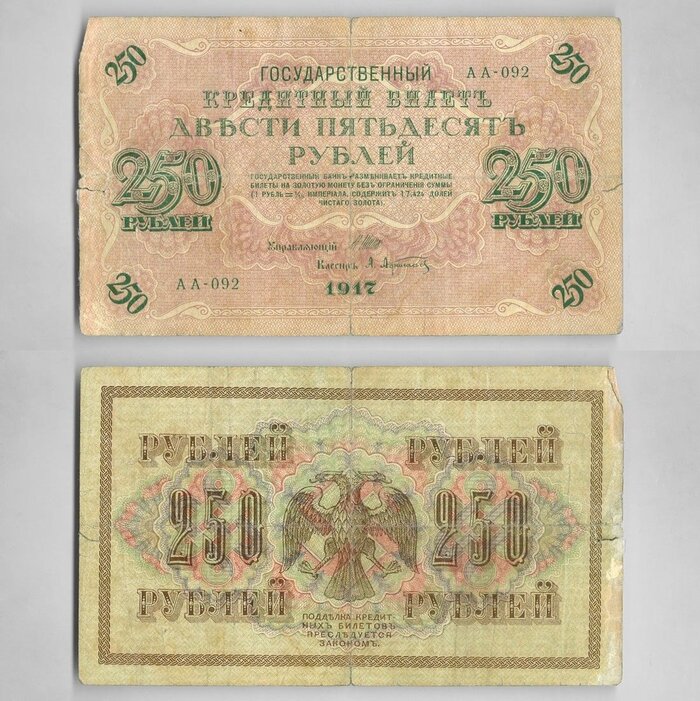 250
250
ГОСУДАРСТВЕННЫЙ
АА-092
КРЕДИТНЫЙ БИЛЕТЪ
ДВѢСТИ ПЯТЬДЕСЯТЪ
РУБЛЕЙ
250
РУБЛЕЙ
250
РУБЛЕЙ
ГОСУДАРСТВЕННЫЙ БАНКЪ РАЗМѢНИВАЕТЪ КРЕДИТНЫЕ
БИЛЕТЫ НА ЗОЛОТУЮ МОНЕТУ БЕЗЪ ОГРАНИЧЕНІЯ СУММЫ
(1 РУБЛЬ = 1/15 ИМПЕРІАЛА, СОДЕРЖИТЪ 17,424 ДОЛЕЙ
ЧИСТАГО ЗОЛОТА).
Управляющій
Кассиръ
АА-092
1917
250
250
РУБЛЕЙ РУБЛЕЙ
250 250
РУБЛЕЙ РУБЛЕЙ
ПОДДѢЛКА КРЕДИТ-
НЫХЪ БИЛЕТОВЪ
ПРЕСЛѢДУЕТСЯ
ЗАКОНОМЪ.